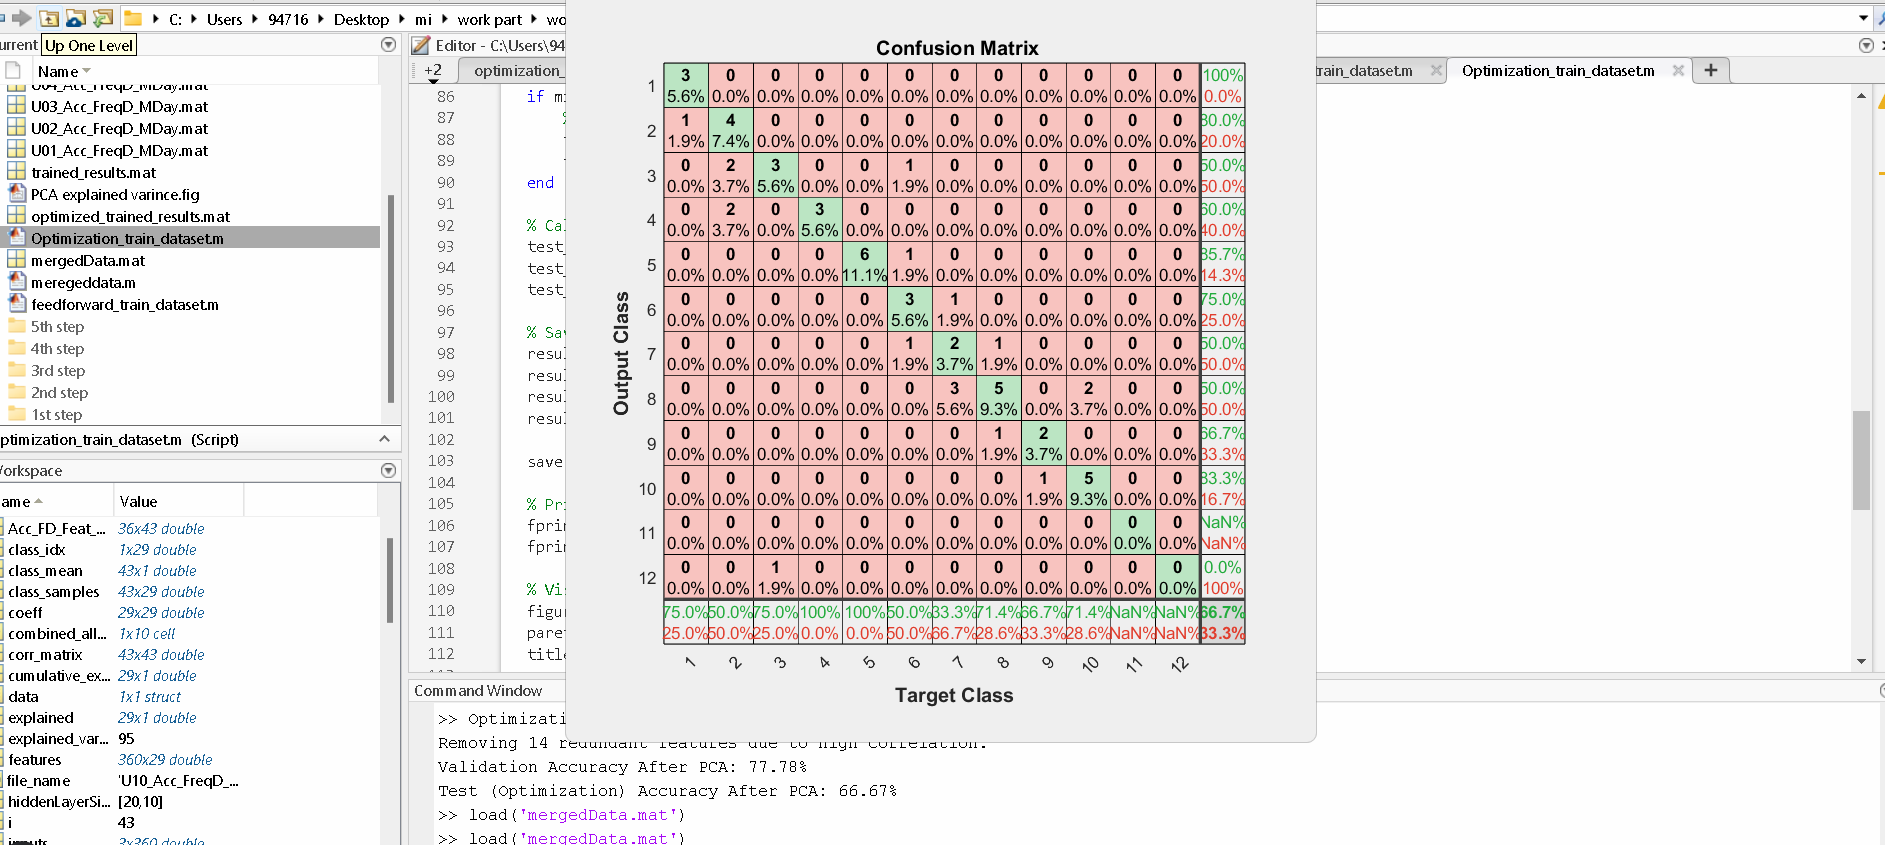 C: Users 94716 Desktop mi work part wo
urrent Up One Level
Name
U04_Acc_FreqD_MDay.mat
U03_Acc_FreqD_MDay.mat
U02_Acc_FreqD_MDay.mat
U01_Acc_FreqD_MDay.mat
trained_results.mat
PCA explained varince.fig
optimized_trained_results.mat
Optimization_train_dataset.m
mergedData.mat
meregeddata.m
feedforward_train_dataset.m
5th step
4th step
3rd step
2nd step
1st step
ptimization_train_dataset.m (Script)
Vorkspace
ame Value
Acc_FD_Feat_... 36x43 double
class_idx 1x29 double
class_mean 43x1 double
class_samples 43x29 double
coeff 29x29 double
combined_all... 1x10 cell
corr_matrix 43x43 double
cumulative_ex... 29x1 double
data 1x1 struct
explained 29x1 double
explained_var... 95
features 360x29 double
file_name 'U10_Acc_FreqD_...
hiddenLayerSi... [20,10]
i 43
Editor - C:\Users\94
+2 optimization_
train_dataset.m Optimization_train_dataset.m +
86 if mi
87 %
88
89
90 end
91
92 % Cal
93 test_
94 test_
95 test_
96
97 % Sav
98 resul
99 resul
100 resul
101 resul
102
103 save
104
105 % Pri
106 fprin
107 fprin
108
109 % Vis
110 figur
111 paret
112 title
Confusion Matrix
Output Class
1 3 0 0 0 0 0 0 0 0 0 0 0 100%
5.6% 0.0% 0.0% 0.0% 0.0% 0.0% 0.0% 0.0% 0.0% 0.0% 0.0% 0.0% 0.0%
2 1 4 0 0 0 0 0 0 0 0 0 0 80.0%
1.9% 7.4% 0.0% 0.0% 0.0% 0.0% 0.0% 0.0% 0.0% 0.0% 0.0% 0.0% 20.0%
3 0 2 3 0 0 1 0 0 0 0 0 0 50.0%
0.0% 3.7% 5.6% 0.0% 0.0% 1.9% 0.0% 0.0% 0.0% 0.0% 0.0% 0.0% 50.0%
4 0 2 0 3 0 0 0 0 0 0 0 0 60.0%
0.0% 3.7% 0.0% 5.6% 0.0% 0.0% 0.0% 0.0% 0.0% 0.0% 0.0% 0.0% 40.0%
5 0 0 0 0 6 1 0 0 0 0 0 0 85.7%
0.0% 0.0% 0.0% 0.0% 11.1% 1.9% 0.0% 0.0% 0.0% 0.0% 0.0% 0.0% 14.3%
6 0 0 0 0 0 3 1 0 0 0 0 0 75.0%
0.0% 0.0% 0.0% 0.0% 0.0% 5.6% 1.9% 0.0% 0.0% 0.0% 0.0% 0.0% 25.0%
7 0 0 0 0 0 1 2 1 0 0 0 0 50.0%
0.0% 0.0% 0.0% 0.0% 0.0% 1.9% 3.7% 1.9% 0.0% 0.0% 0.0% 0.0% 50.0%
8 0 0 0 0 0 0 3 5 0 2 0 0 50.0%
0.0% 0.0% 0.0% 0.0% 0.0% 0.0% 5.6% 9.3% 0.0% 3.7% 0.0% 0.0% 50.0%
9 0 0 0 0 0 0 0 1 2 0 0 0 66.7%
0.0% 0.0% 0.0% 0.0% 0.0% 0.0% 0.0% 1.9% 3.7% 0.0% 0.0% 0.0% 33.3%
10 0 0 0 0 0 0 0 0 1 5 0 0 83.3%
0.0% 0.0% 0.0% 0.0% 0.0% 0.0% 0.0% 0.0% 1.9% 9.3% 0.0% 0.0% 16.7%
11 0 0 0 0 0 0 0 0 0 0 0 0 NaN%
0.0% 0.0% 0.0% 0.0% 0.0% 0.0% 0.0% 0.0% 0.0% 0.0% 0.0% 0.0% NaN%
12 0 0 1 0 0 0 0 0 0 0 0 0 0.0%
0.0% 0.0% 1.9% 0.0% 0.0% 0.0% 0.0% 0.0% 0.0% 0.0% 0.0% 0.0% 100%
75.0% 50.0% 75.0% 100% 100% 50.0% 33.3% 71.4% 66.7% 71.4% NaN% NaN% 66.7%
25.0% 50.0% 25.0% 0.0% 0.0% 50.0% 66.7% 28.6% 33.3% 28.6% NaN% NaN% 33.3%
1 2 3 4 5 6 7 8 9 10 11 12
Target Class
Command Window
>> Optimizati
Removing 14 redundant features due to high correlation.
Validation Accuracy After PCA: 77.78%
Test (Optimization) Accuracy After PCA: 66.67%
>> load('mergedData.mat')
>> load('mergedData.mat')